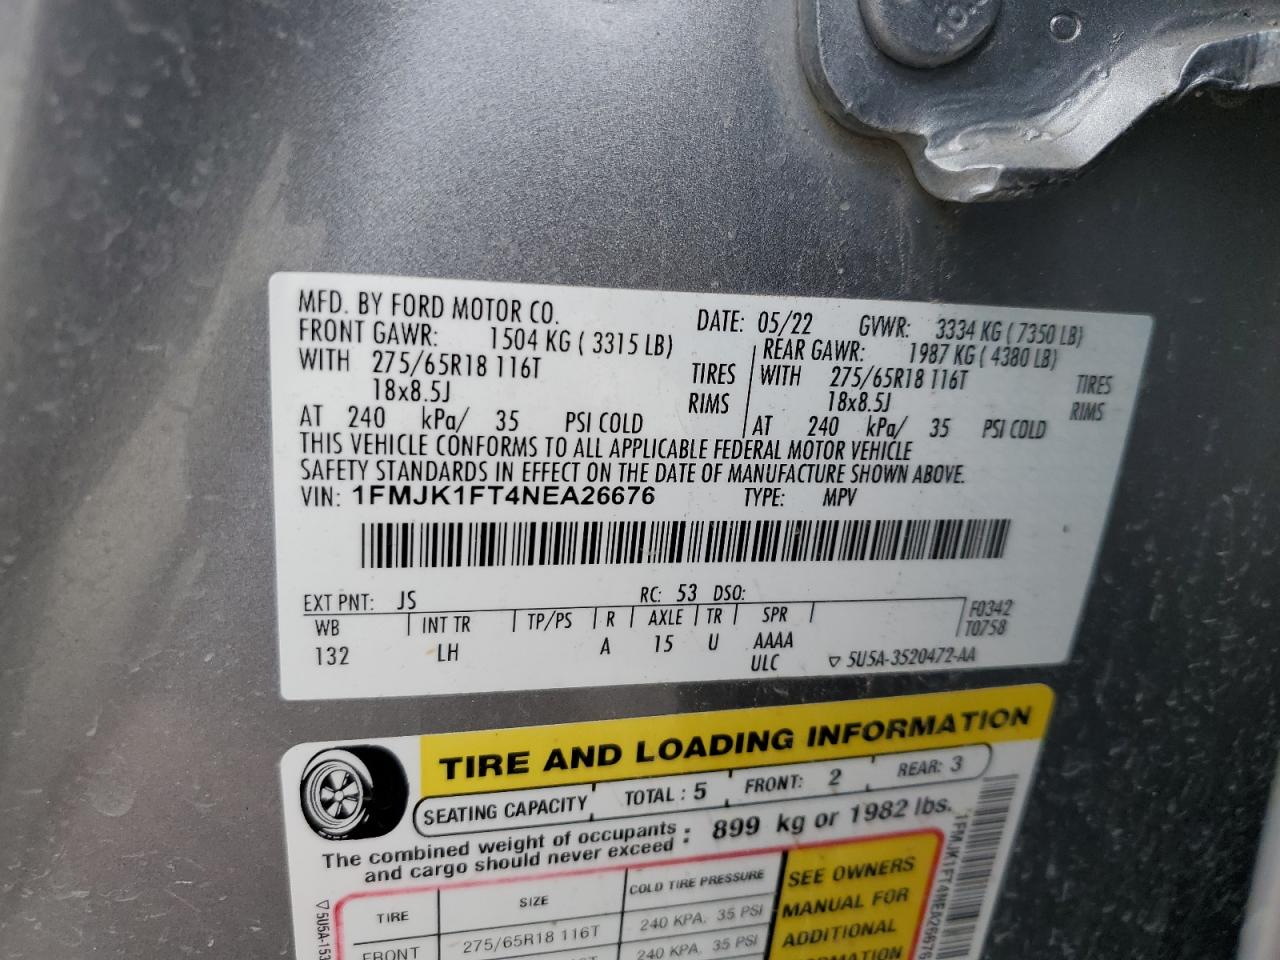 MFD. BY FORD MOTOR CO.
DATE: 05/22 GVWR: 3334 KG ( 7350 LB)
FRONT GAWR: 1504 KG ( 3315 LB)
REAR GAWR: 1987 KG ( 4380 LB)
WITH 275/65R18 116T TIRES
WITH 275/65R18 116T TIRES
18x8.5J RIMS
18x8.5J RIMS
AT 240 kPa/ 35 PSI COLD
AT 240 kPa/ 35 PSI COLD
THIS VEHICLE CONFORMS TO ALL APPLICABLE FEDERAL MOTOR VEHICLE
SAFETY STANDARDS IN EFFECT ON THE DATE OF MANUFACTURE SHOWN ABOVE.
VIN: 1FMJK1FT4NEA26676 TYPE: MPV
EXT PNT: JS RC: 53 DSO:
WB INT TR TP/PS R AXLE TR SPR F0342
T0758
132 LH A 15 U AAAA
ULC ▽ 5U5A-3520472-AA
TIRE AND LOADING INFORMATION
SEATING CAPACITY TOTAL : 5 FRONT: 2 REAR: 3
The combined weight of occupants and cargo should never exceed : 899 kg or 1982 lbs.
TIRE SIZE COLD TIRE PRESSURE
FRONT 275/65R18 116T 240 KPA, 35 PSI
240 KPA, 35 PSI
SEE OWNERS
MANUAL FOR
ADDITIONAL
1FMJK1FT4NEA26676